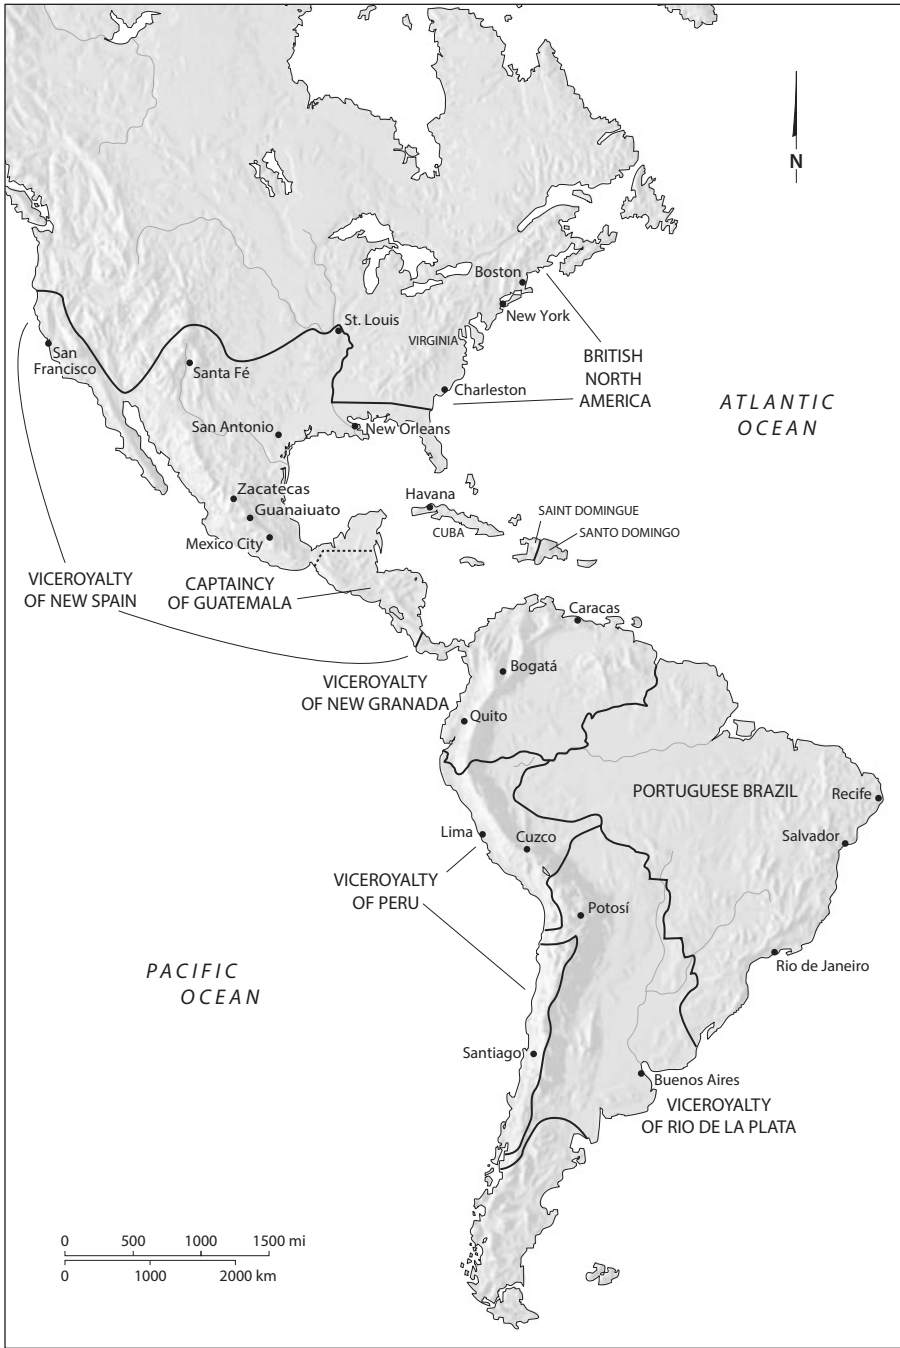 N
Boston
New York
St. Louis
VIRGINIA
BRITISH
NORTH
AMERICA
San
Francisco
Santa Fé
Charleston
ATLANTIC
OCEAN
San Antonio
New Orleans
Zacatecas
Guanaiuato
Mexico City
Havana
CUBA
SAINT DOMINGUE
SANTO DOMINGO
VICEROYALTY
OF NEW SPAIN
CAPTAINCY
OF GUATEMALA
Caracas
Bogatá
VICEROYALTY
OF NEW GRANADA
Quito
PORTUGUESE BRAZIL
Recife
Lima
Cuzco
Salvador
VICEROYALTY
OF PERU
Potosí
Rio de Janeiro
PACIFIC
OCEAN
Santiago
Buenos Aires
VICEROYALTY
OF RIO DE LA PLATA
0 500 1000 1500 mi
0 1000 2000 km